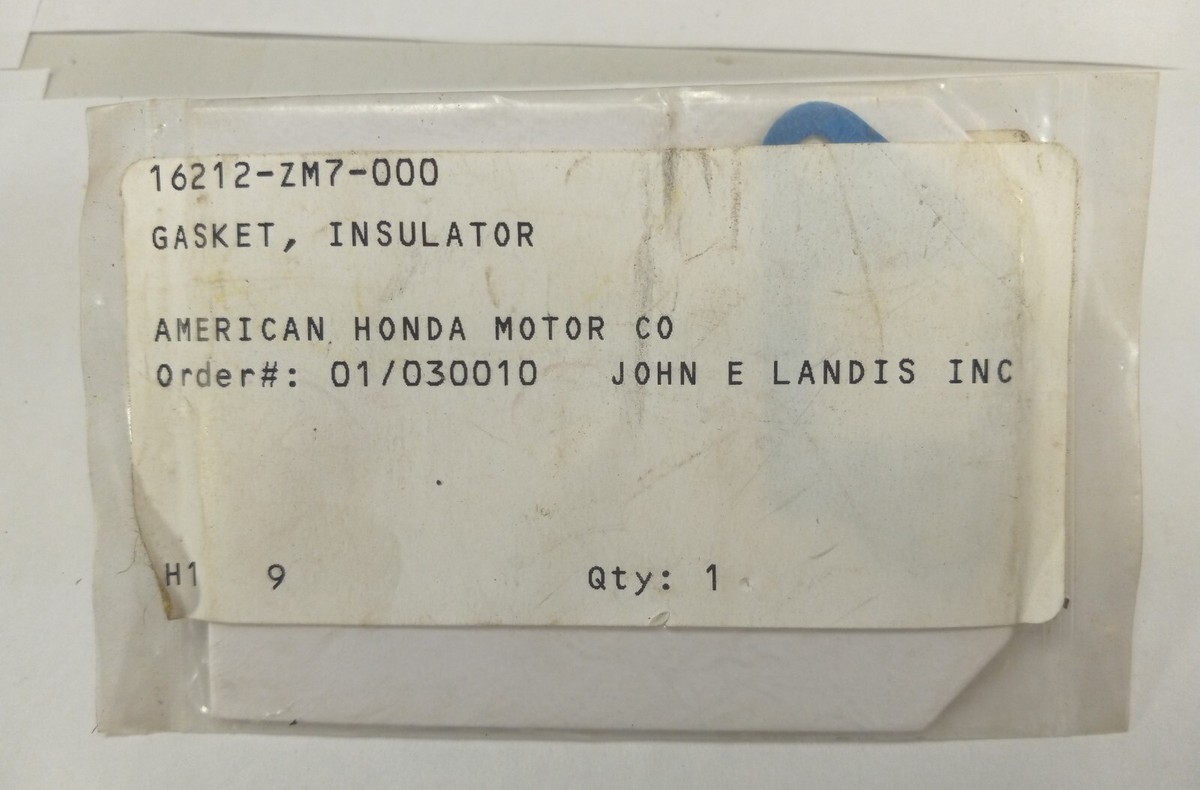 16212-ZM7-000
GASKET, INSULATOR
AMERICAN HONDA MOTOR CO
Order#: 01/030010 JOHN E LANDIS INC
H1 9 Qty: 1